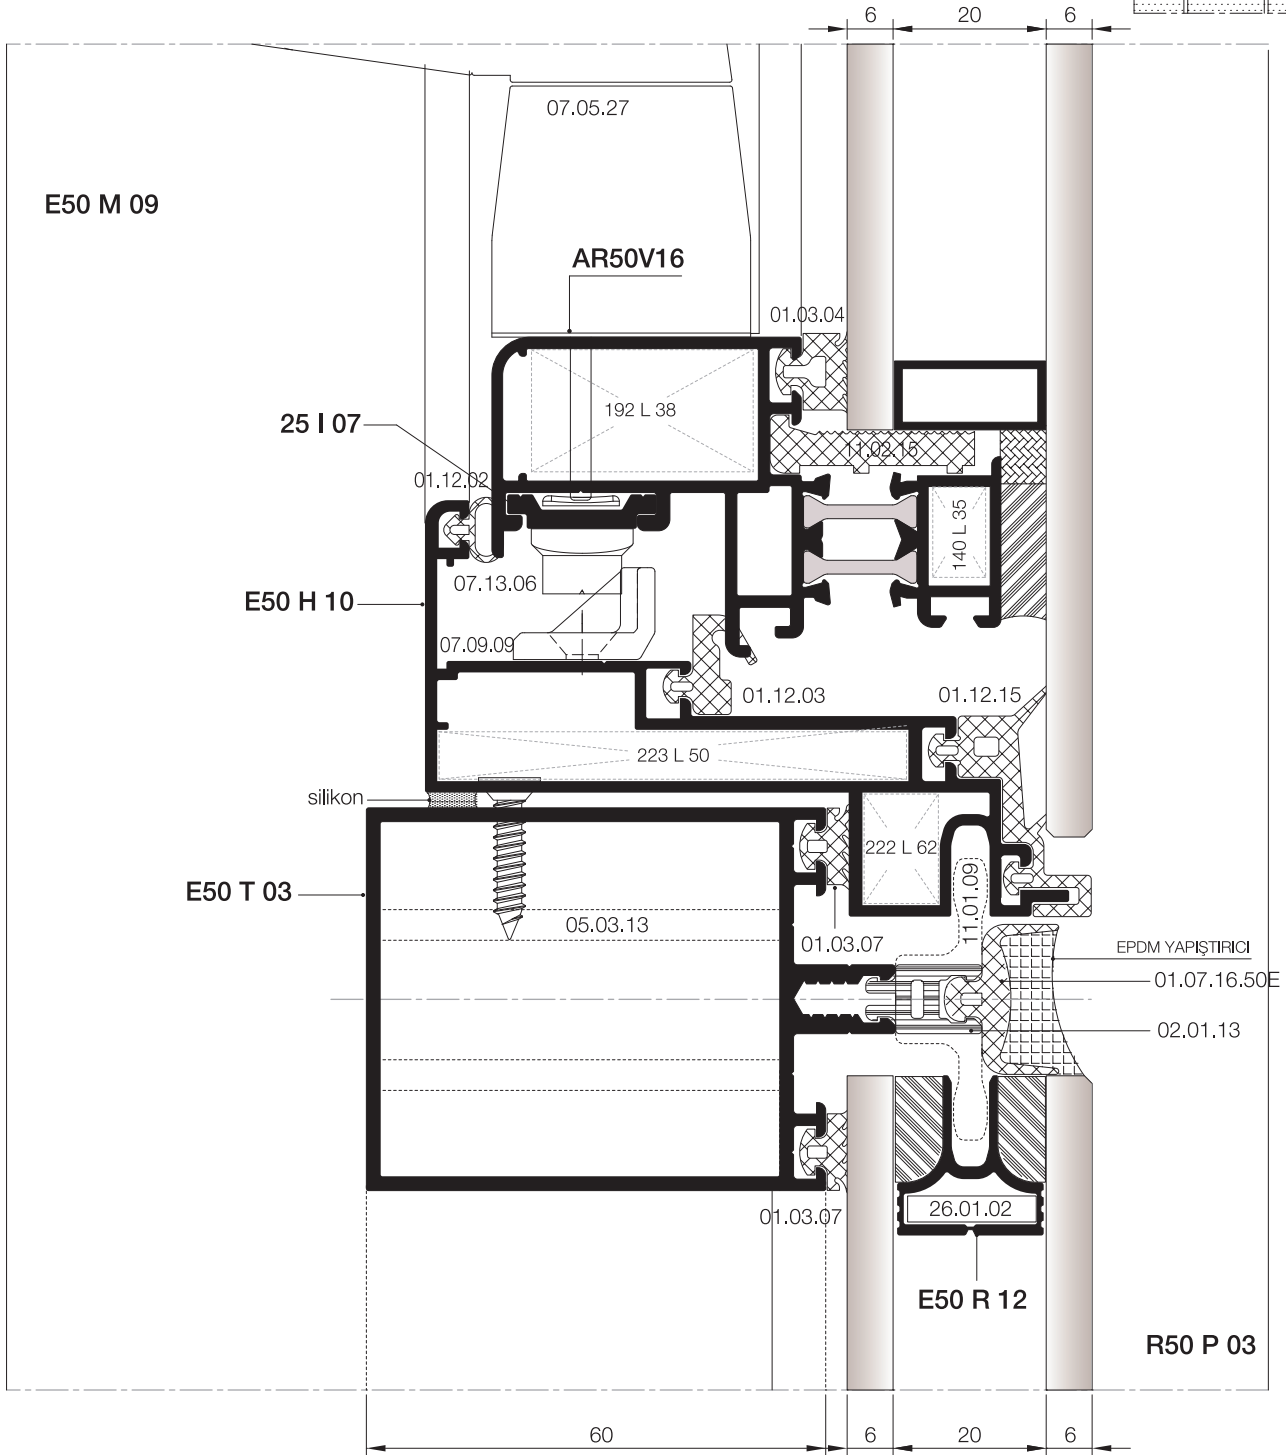 6 20 6
07.05.27
E50 M 09
AR50V16
01.03.04
192 L 38
25 I 07
11.02.15
01.12.02
140 L 35
07.13.06
E50 H 10
07.09.09
01.12.03
01.12.15
223 L 50
silikon
222 L 62
E50 T 03
11.01.09
05.03.13
01.03.07
EPDM YAPIŞTIRICI
01.07.16.50E
02.01.13
01.03.07
26.01.02
E50 R 12
R50 P 03
60 6 20 6